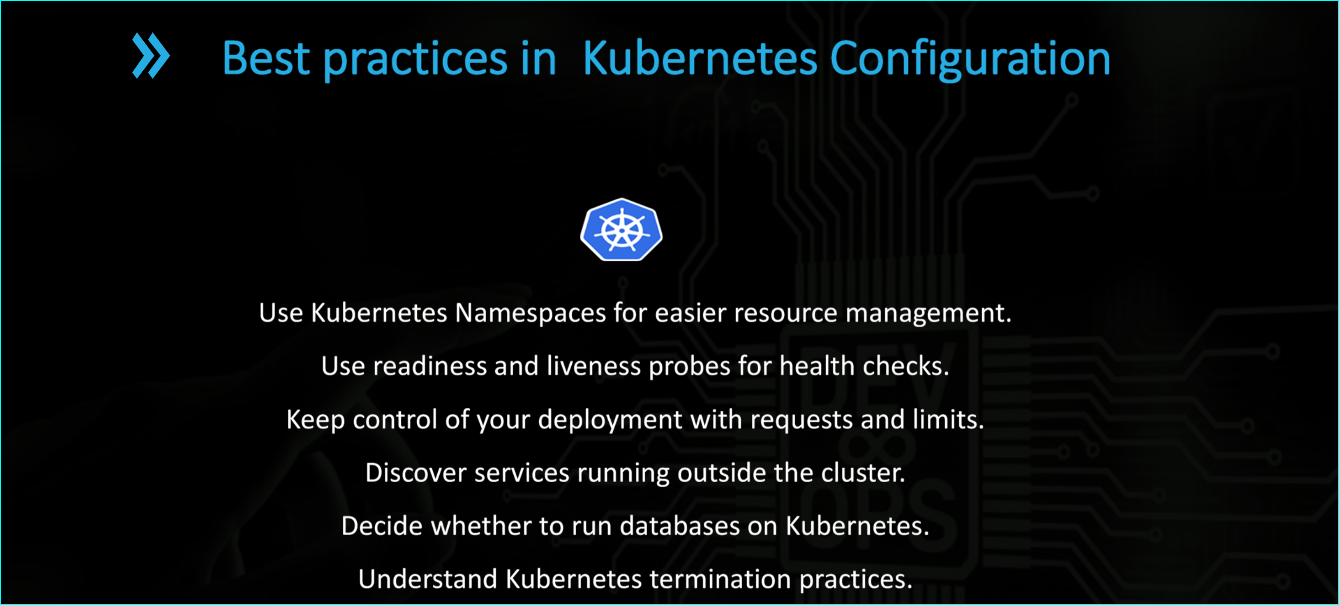 Best practices in Kubernetes Configuration
Use Kubernetes Namespaces for easier resource management.
Use readiness and liveness probes for health checks.
Keep control of your deployment with requests and limits.
Discover services running outside the cluster.
Decide whether to run databases on Kubernetes.
Understand Kubernetes termination practices.
DEV
OPS